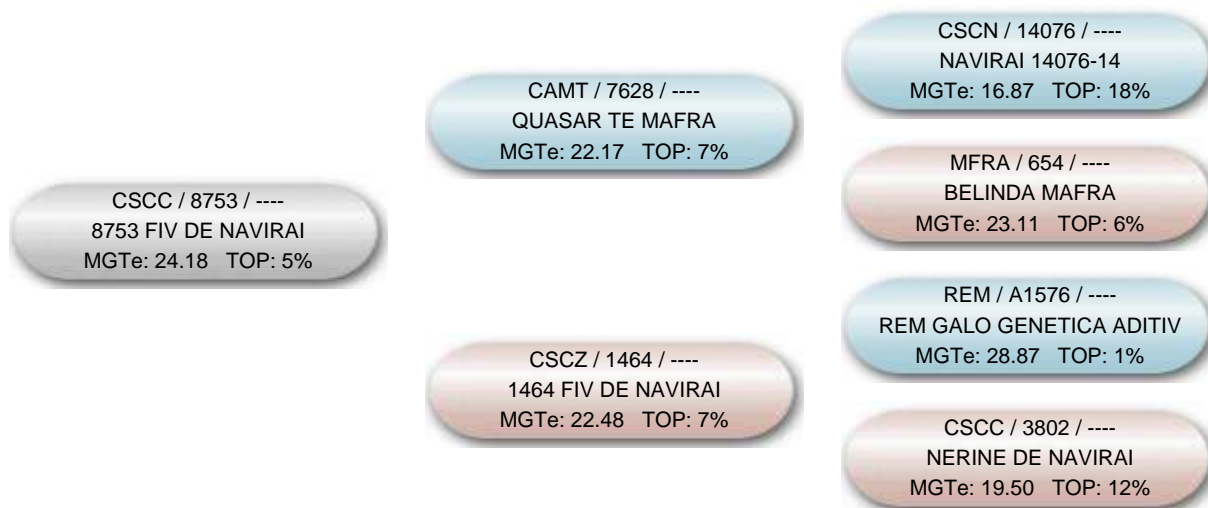 CSCC / 8753 / ----
8753 FIV DE NAVIRAI
MGTe: 24.18 TOP: 5%
CAMT / 7628 / ----
QUASAR TE MAFRA
MGTe: 22.17 TOP: 7%
CSCZ / 1464 / ----
1464 FIV DE NAVIRAI
MGTe: 22.48 TOP: 7%
CSCN / 14076 / ----
NAVIRAI 14076-14
MGTe: 16.87 TOP: 18%
MFRA / 654 / ----
BELINDA MAFRA
MGTe: 23.11 TOP: 6%
REM / A1576 / ----
REM GALO GENETICA ADITIV
MGTe: 28.87 TOP: 1%
CSCC / 3802 / ----
NERINE DE NAVIRAI
MGTe: 19.50 TOP: 12%